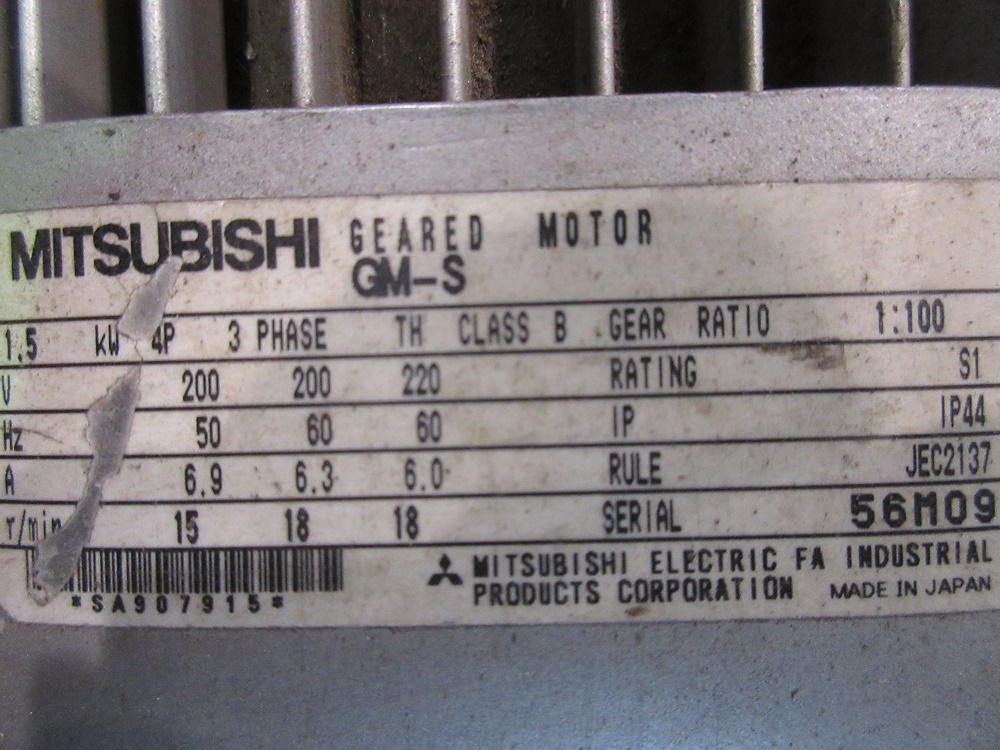 MITSUBISHI GEARED MOTOR
GM-S
1.5 kW 4P 3 PHASE TH CLASS B GEAR RATIO 1:100
V 200 200 220 RATING S1
Hz 50 60 60 IP IP44
A 6.9 6.3 6.0 RULE JEC2137
r/min 15 18 18 SERIAL 56M09
MITSUBISHI ELECTRIC FA INDUSTRIAL
PRODUCTS CORPORATION MADE IN JAPAN
*SA907915*